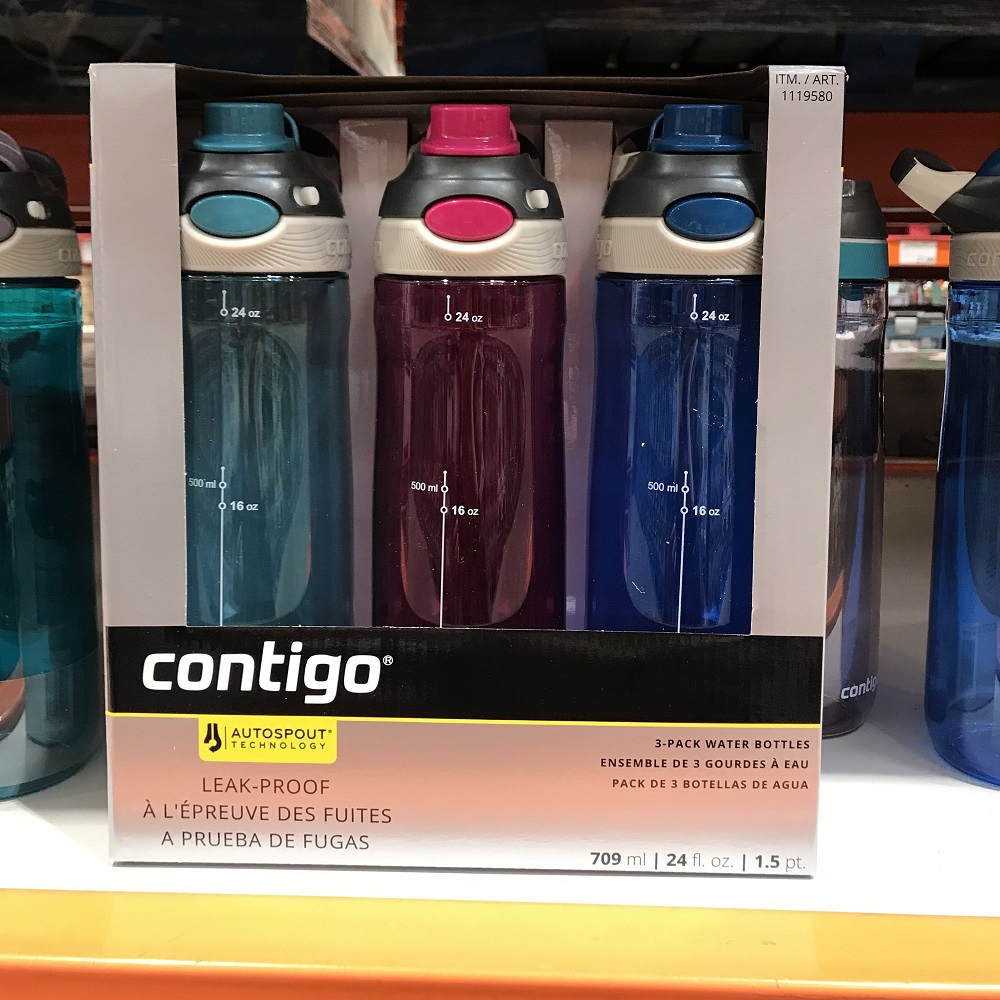 ITM. / ART.
1119580
contigo
24 oz
24 oz
24 oz
500 ml
16 oz
500 ml
16 oz
500 ml
16 oz
contigo®
AUTOSPOUT®
TECHNOLOGY
LEAK-PROOF
À L'ÉPREUVE DES FUITES
A PRUEBA DE FUGAS
3-PACK WATER BOTTLES
ENSEMBLE DE 3 GOURDES À EAU
PACK DE 3 BOTELLAS DE AGUA
709 ml | 24 fl. oz. | 1.5 pt.
contigo